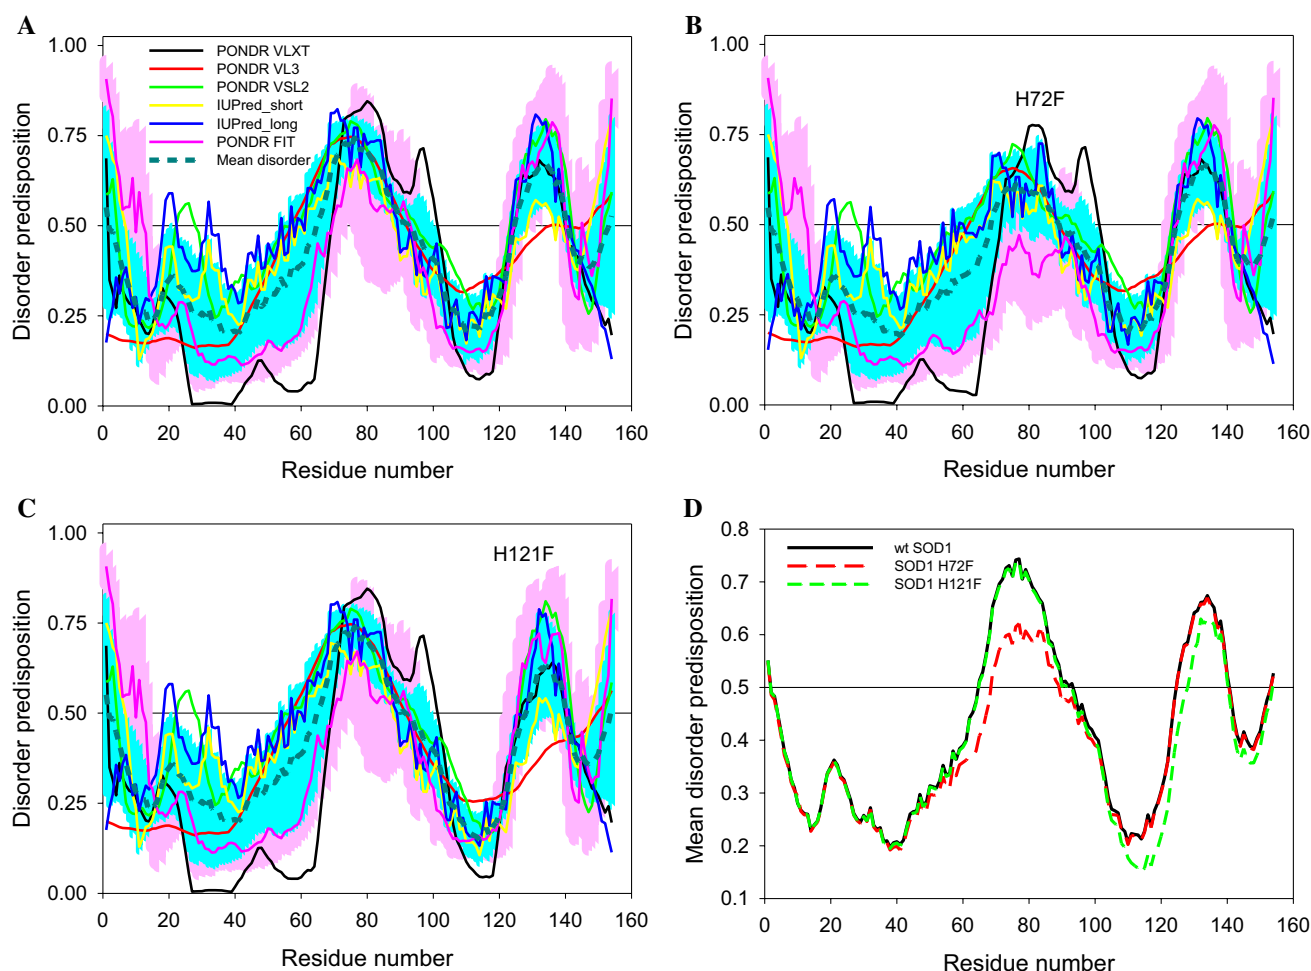 A
Disorder predisposition
1.00
0.75
0.50
0.25
0.00
PONDR VLXT
PONDR VL3
PONDR VSL2
IUPred_short
IUPred_long
PONDR FIT
Mean disorder
0 20 40 60 80 100 120 140 160
Residue number
B
Disorder predisposition
1.00
0.75
0.50
0.25
0.00
H72F
0 20 40 60 80 100 120 140 160
Residue number
C
Disorder predisposition
1.00
0.75
0.50
0.25
0.00
H121F
0 20 40 60 80 100 120 140 160
Residue number
D
Mean disorder predisposition
0.8
0.7
0.6
0.5
0.4
0.3
0.2
0.1
wt SOD1
SOD1 H72F
SOD1 H121F
0 20 40 60 80 100 120 140 160
Residue number